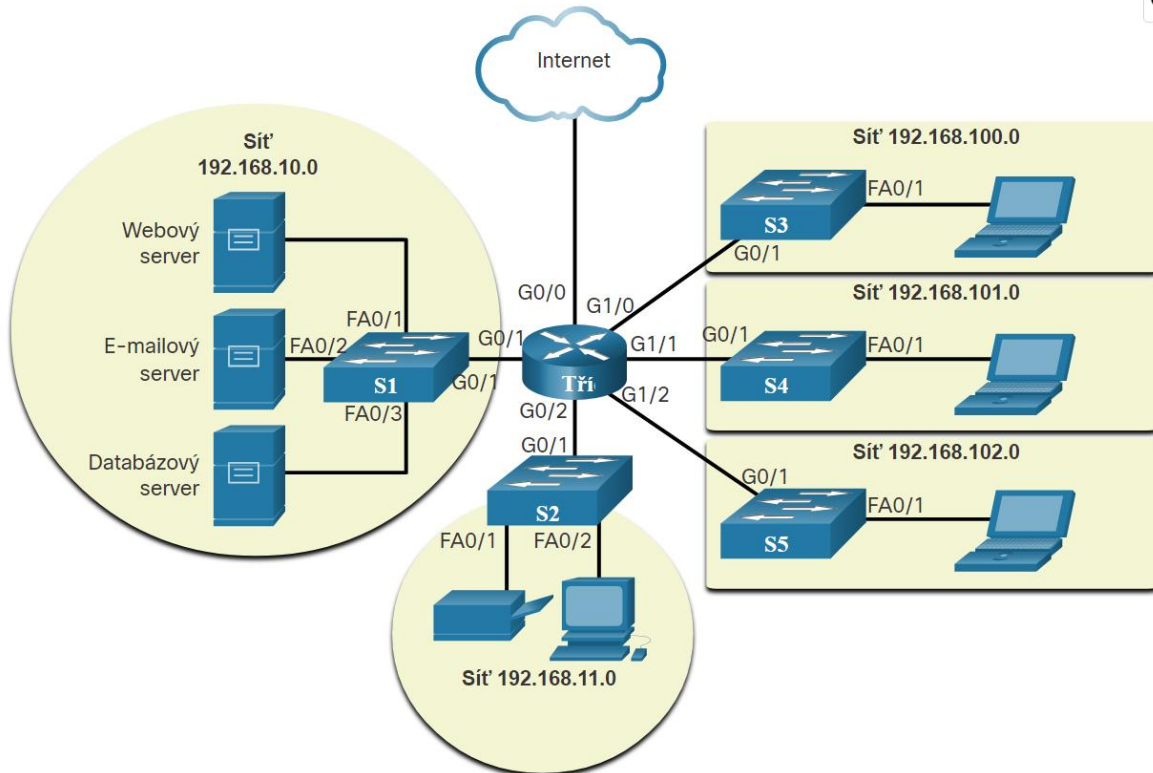 Internet
Síť
192.168.10.0
Webový
server
E-mailový
server
Databázový
server
FA0/1
FA0/2
FA0/3
S1
G0/1
G0/1
G0/0
G1/0
G1/1
G1/2
Tří
G0/2
G0/1
S2
FA0/1
FA0/2
Síť 192.168.11.0
Síť 192.168.100.0
FA0/1
S3
G0/1
Síť 192.168.101.0
G0/1
FA0/1
S4
Síť 192.168.102.0
G0/1
FA0/1
S5